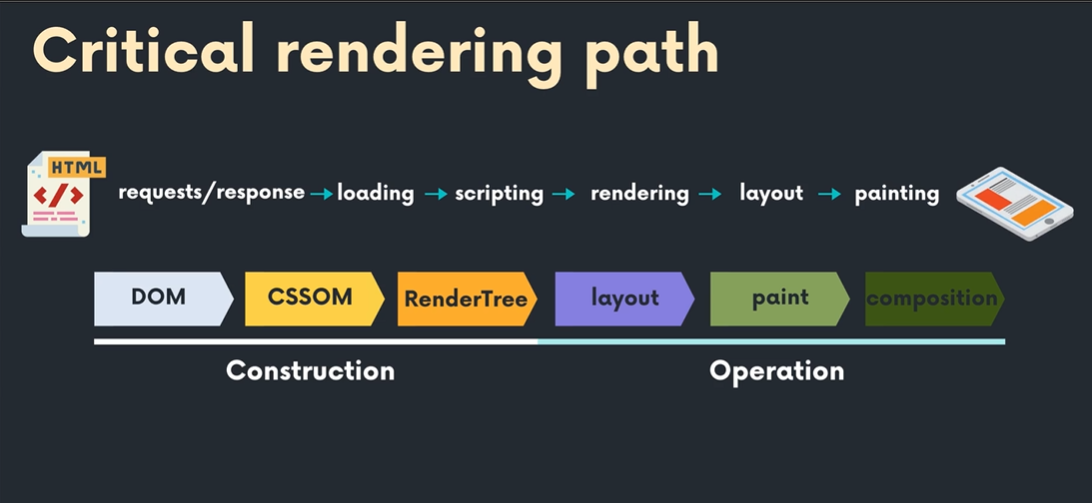 Critical rendering path
HTML
</>
requests/response → loading → scripting → rendering → layout → painting
DOM CSSOM RenderTree layout paint composition
Construction Operation